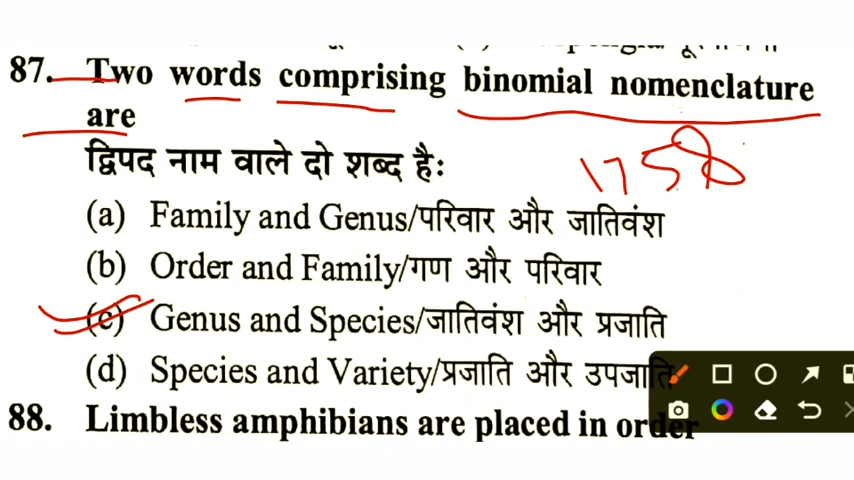 87. Two words comprising binomial nomenclature
are
द्विपद नाम वाले दो शब्द है:
1758
(a) Family and Genus/परिवार और जातिवंश
(b) Order and Family/गण और परिवार
(c) Genus and Species/जातिवंश और प्रजाति
(d) Species and Variety/प्रजाति और उपजाति
88. Limbless amphibians are placed in order